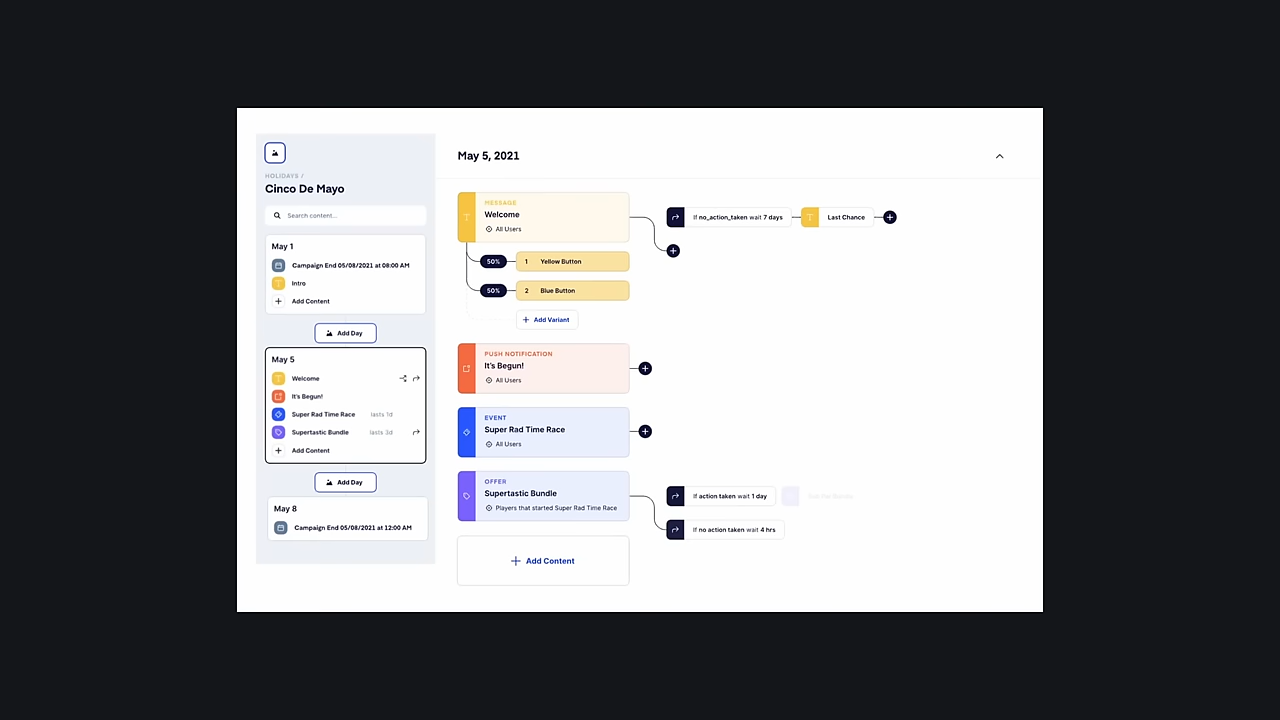 HOLIDAYS /
Cinco De Mayo
Search content...
May 1
Campaign End 05/08/2021 at 08:00 AM
Intro
Add Content
Add Day
May 5
Welcome
It's Begun!
Super Rad Time Race lasts 1d
Supertastic Bundle lasts 3d
Add Content
Add Day
May 8
Campaign End 05/08/2021 at 12:00 AM
May 5, 2021
MESSAGE
Welcome
All Users
If no_action_taken wait 7 days
Last Chance
50% 1 Yellow Button
50% 2 Blue Button
Add Variant
PUSH NOTIFICATION
It's Begun!
All Users
EVENT
Super Rad Time Race
All Users
OFFER
Supertastic Bundle
Players that started Super Rad Time Race
If action taken wait 1 day
If no action taken wait 4 hrs
Add Content